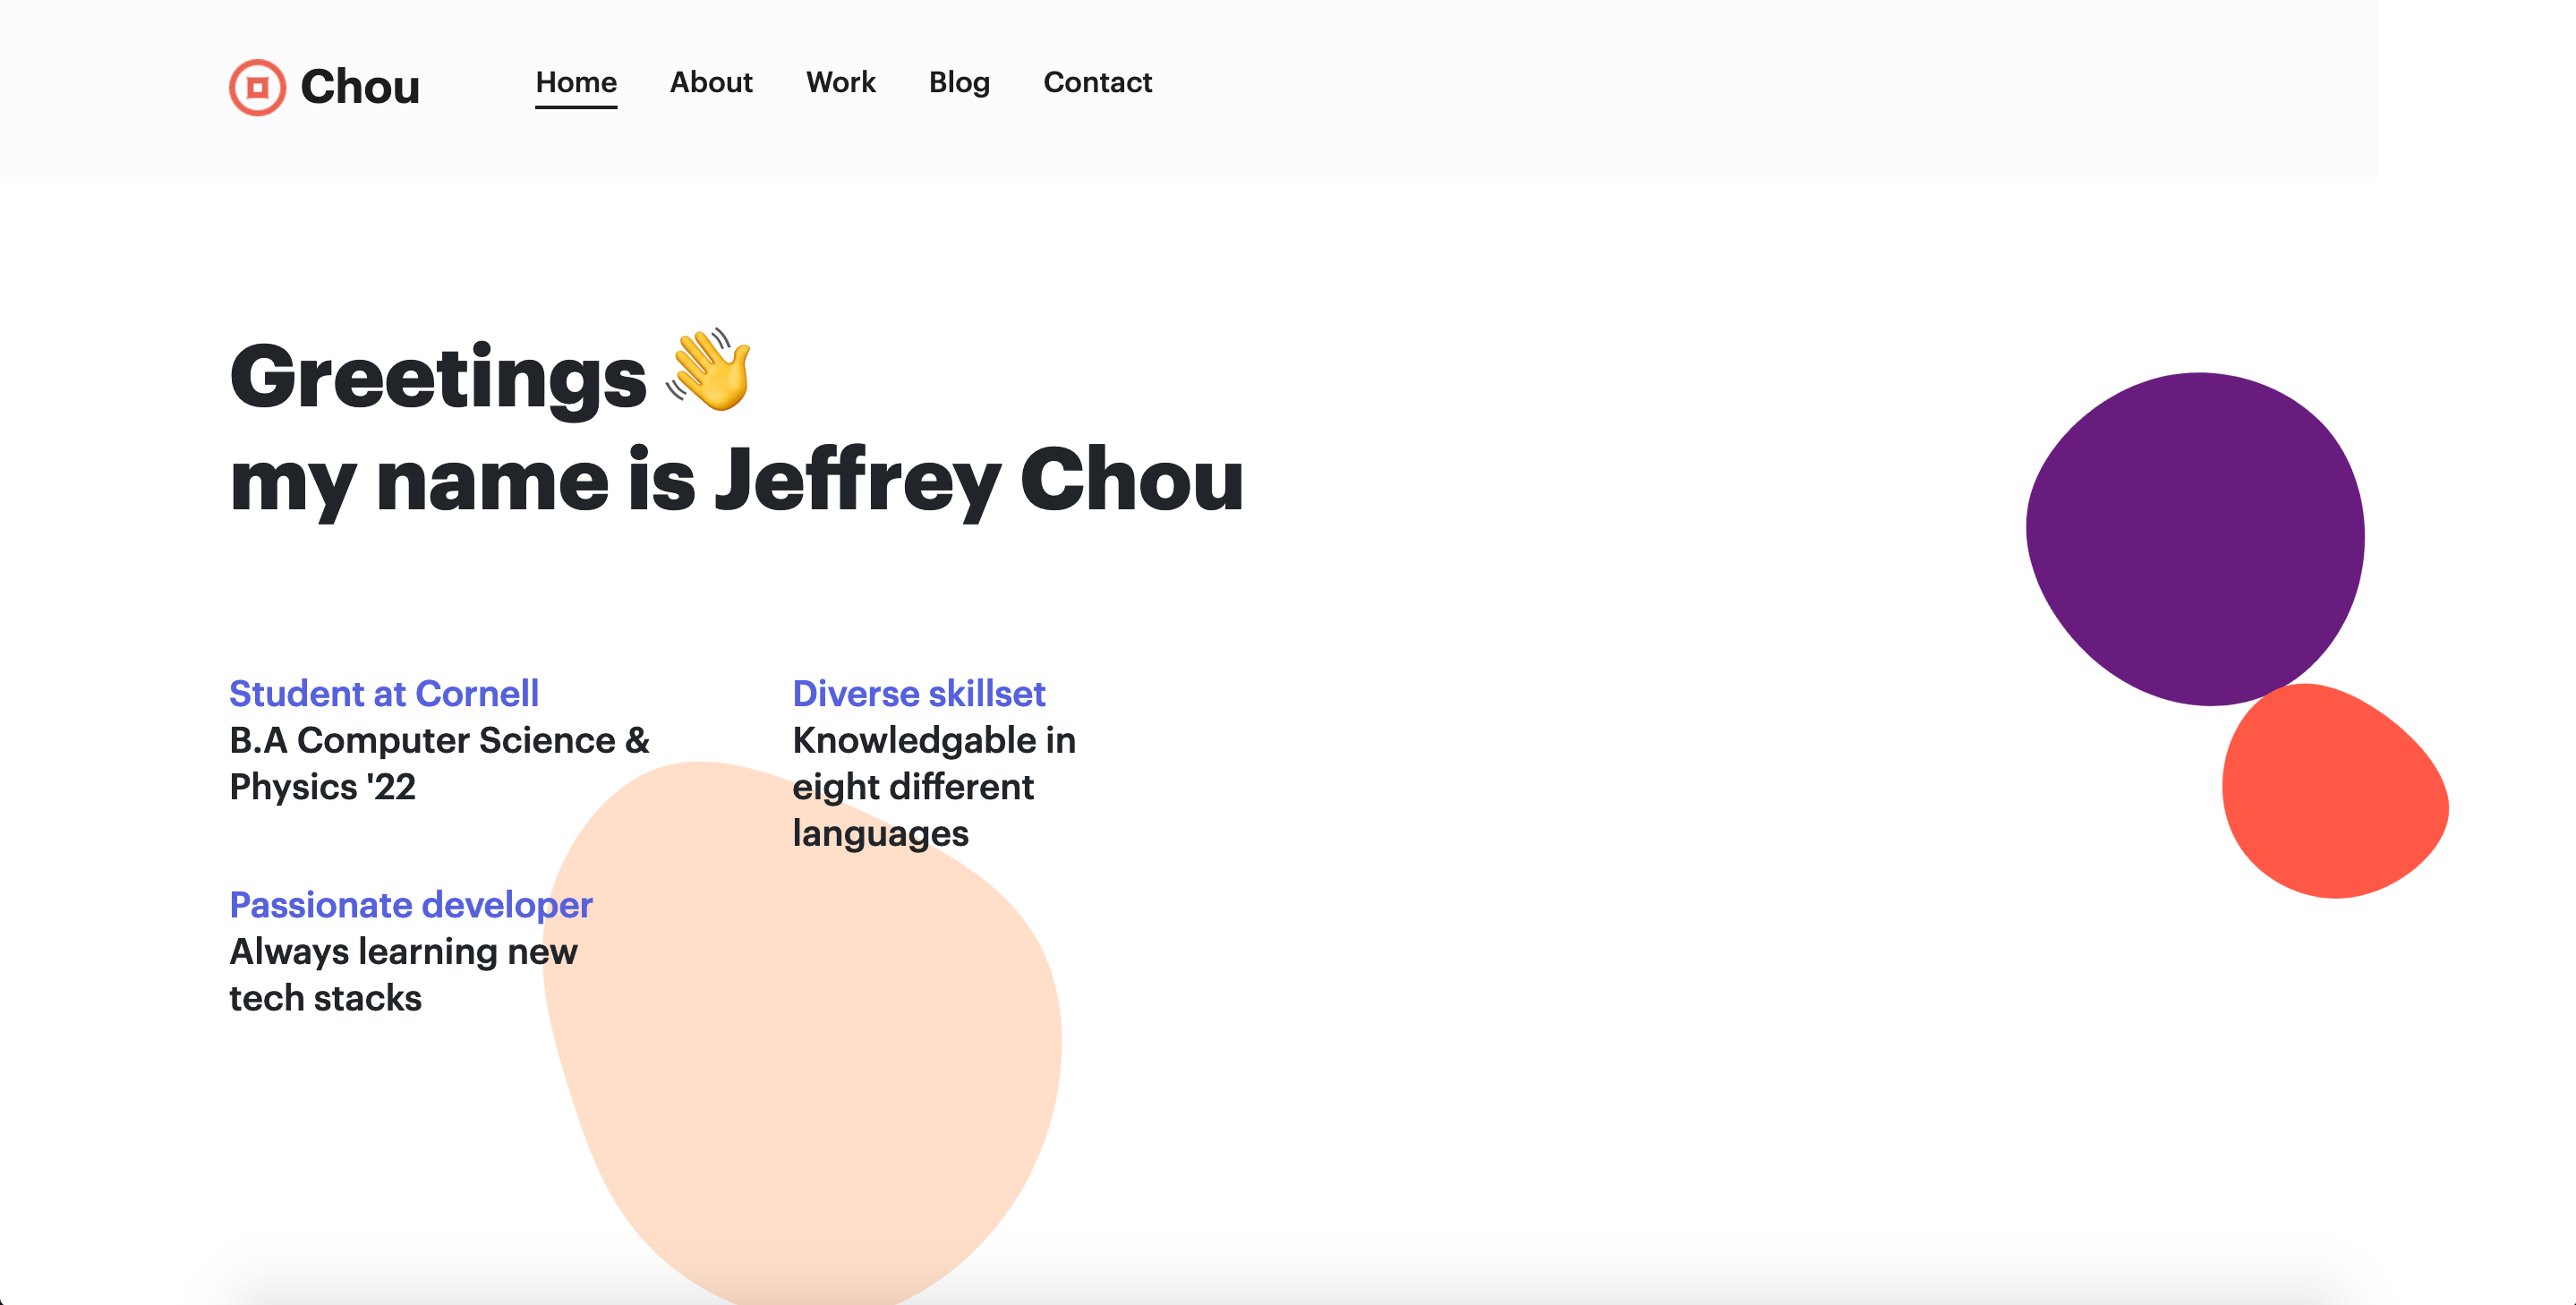 Chou
Home About Work Blog Contact
Greetings 👋
my name is Jeffrey Chou
Student at Cornell
B.A Computer Science &
Physics '22
Diverse skillset
Knowledgable in
eight different
languages
Passionate developer
Always learning new
tech stacks